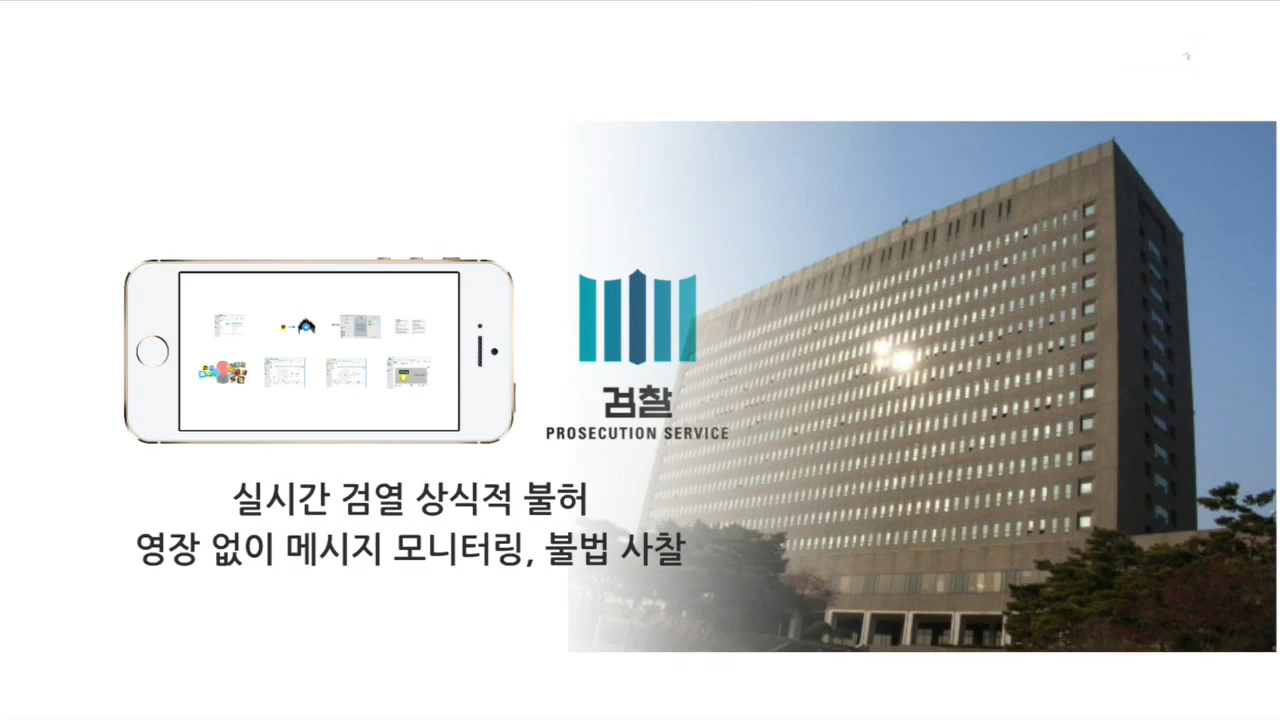 검찰
PROSECUTION SERVICE
실시간 검열 상식적 불허
영장 없이 메시지 모니터링, 불법 사찰